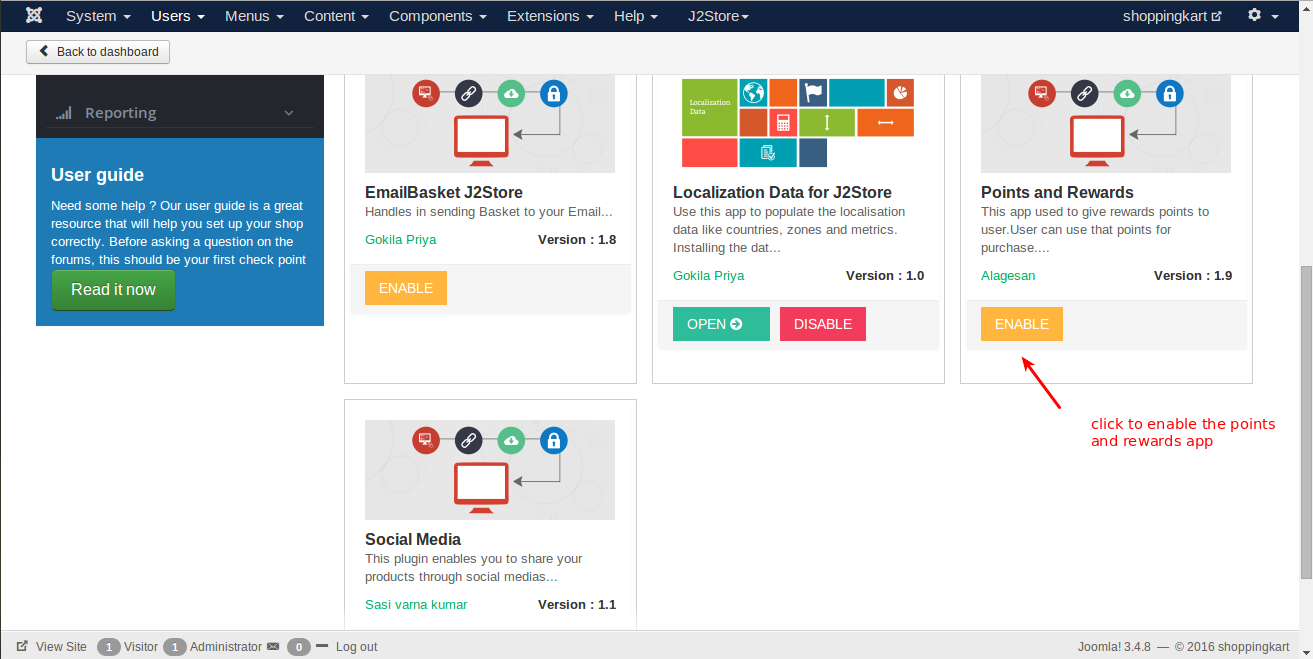 System Users Menus Content Components Extensions Help J2Store shoppingkart
Back to dashboard
Reporting
User guide
Need some help ? Our user guide is a great
resource that will help you set up your shop
correctly. Before asking a question on the
forums, this should be your first check point
Read it now
EmailBasket J2Store
Handles in sending Basket to your Email...
Gokila Priya Version : 1.8
ENABLE
Localization
Data
Localization Data for J2Store
Use this app to populate the localisation
data like countries, zones and metrics.
Installing the dat...
Gokila Priya Version : 1.0
OPEN DISABLE
Points and Rewards
This app used to give rewards points to
user.User can use that points for
purchase....
Alagesan Version : 1.9
ENABLE
click to enable the points
and rewards app
Social Media
This plugin enables you to share your
products through social medias...
Sasi varna kumar Version : 1.1
View Site 1 Visitor 1 Administrator 0 Log out Joomla! 3.4.8 — © 2016 shoppingkart